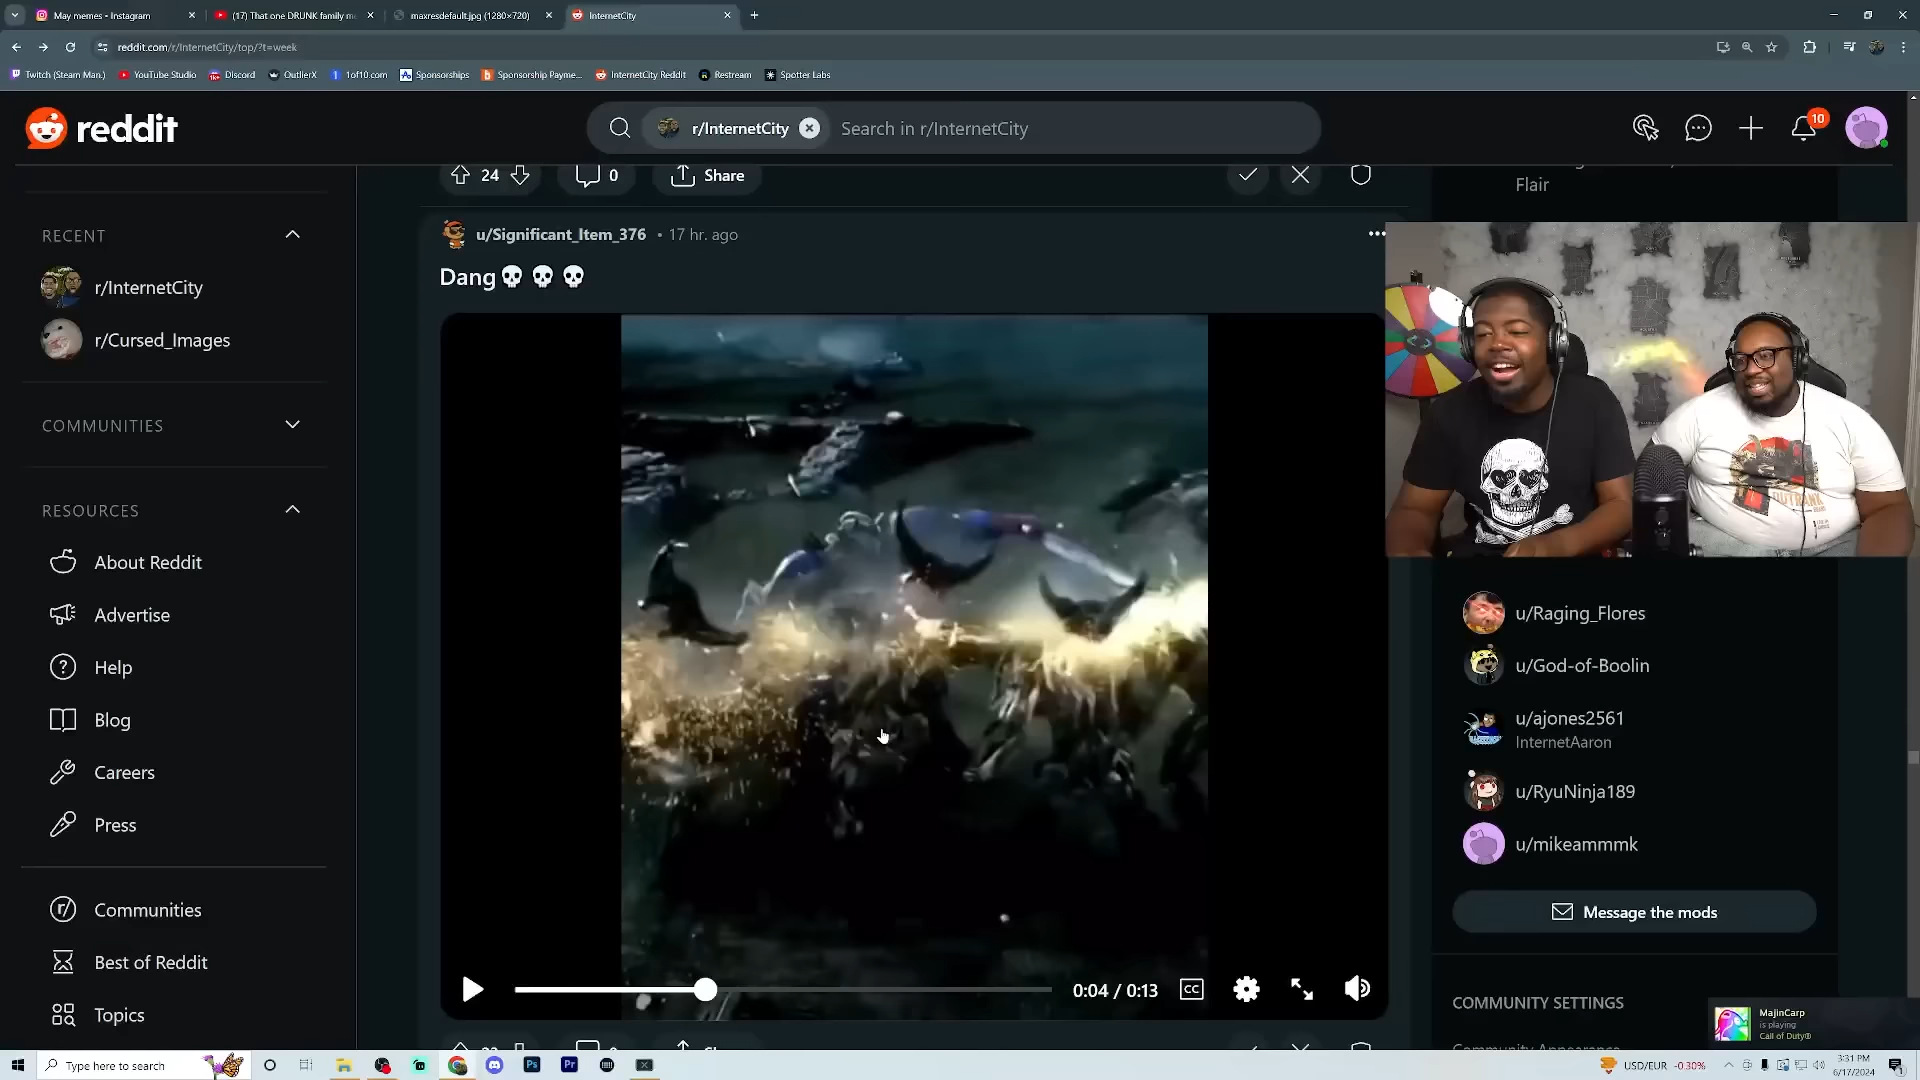 May memes - Instagram
(17) That one DRUNK family m
maxresdefault.jpg (1280×720)
InternetCity
reddit.com/r/InternetCity/top/?t=week
Twitch (Steam Man.)
YouTube Studio
Discord
OutlierX
1of10.com
Sponsorships
Sponsorship Payme...
InternetCity Reddit
Restream
Spotter Labs
reddit
r/InternetCity
Search in r/InternetCity
10
24
0
Share
Flair
RECENT
r/InternetCity
r/Cursed_Images
COMMUNITIES
RESOURCES
About Reddit
Advertise
Help
Blog
Careers
Press
Communities
Best of Reddit
Topics
u/Significant_Item_376 • 17 hr. ago
Dang💀💀💀
0:04 / 0:13
CC
OUTRANK
u/Raging_Flores
u/God-of-Boolin
u/ajones2561
InternetAaron
u/RyuNinja189
u/mikeammmk
Message the mods
COMMUNITY SETTINGS
MajinCarp
is playing
Call of Duty®
Type here to search
USD/EUR -0.30%
3:31 PM
6/17/2024